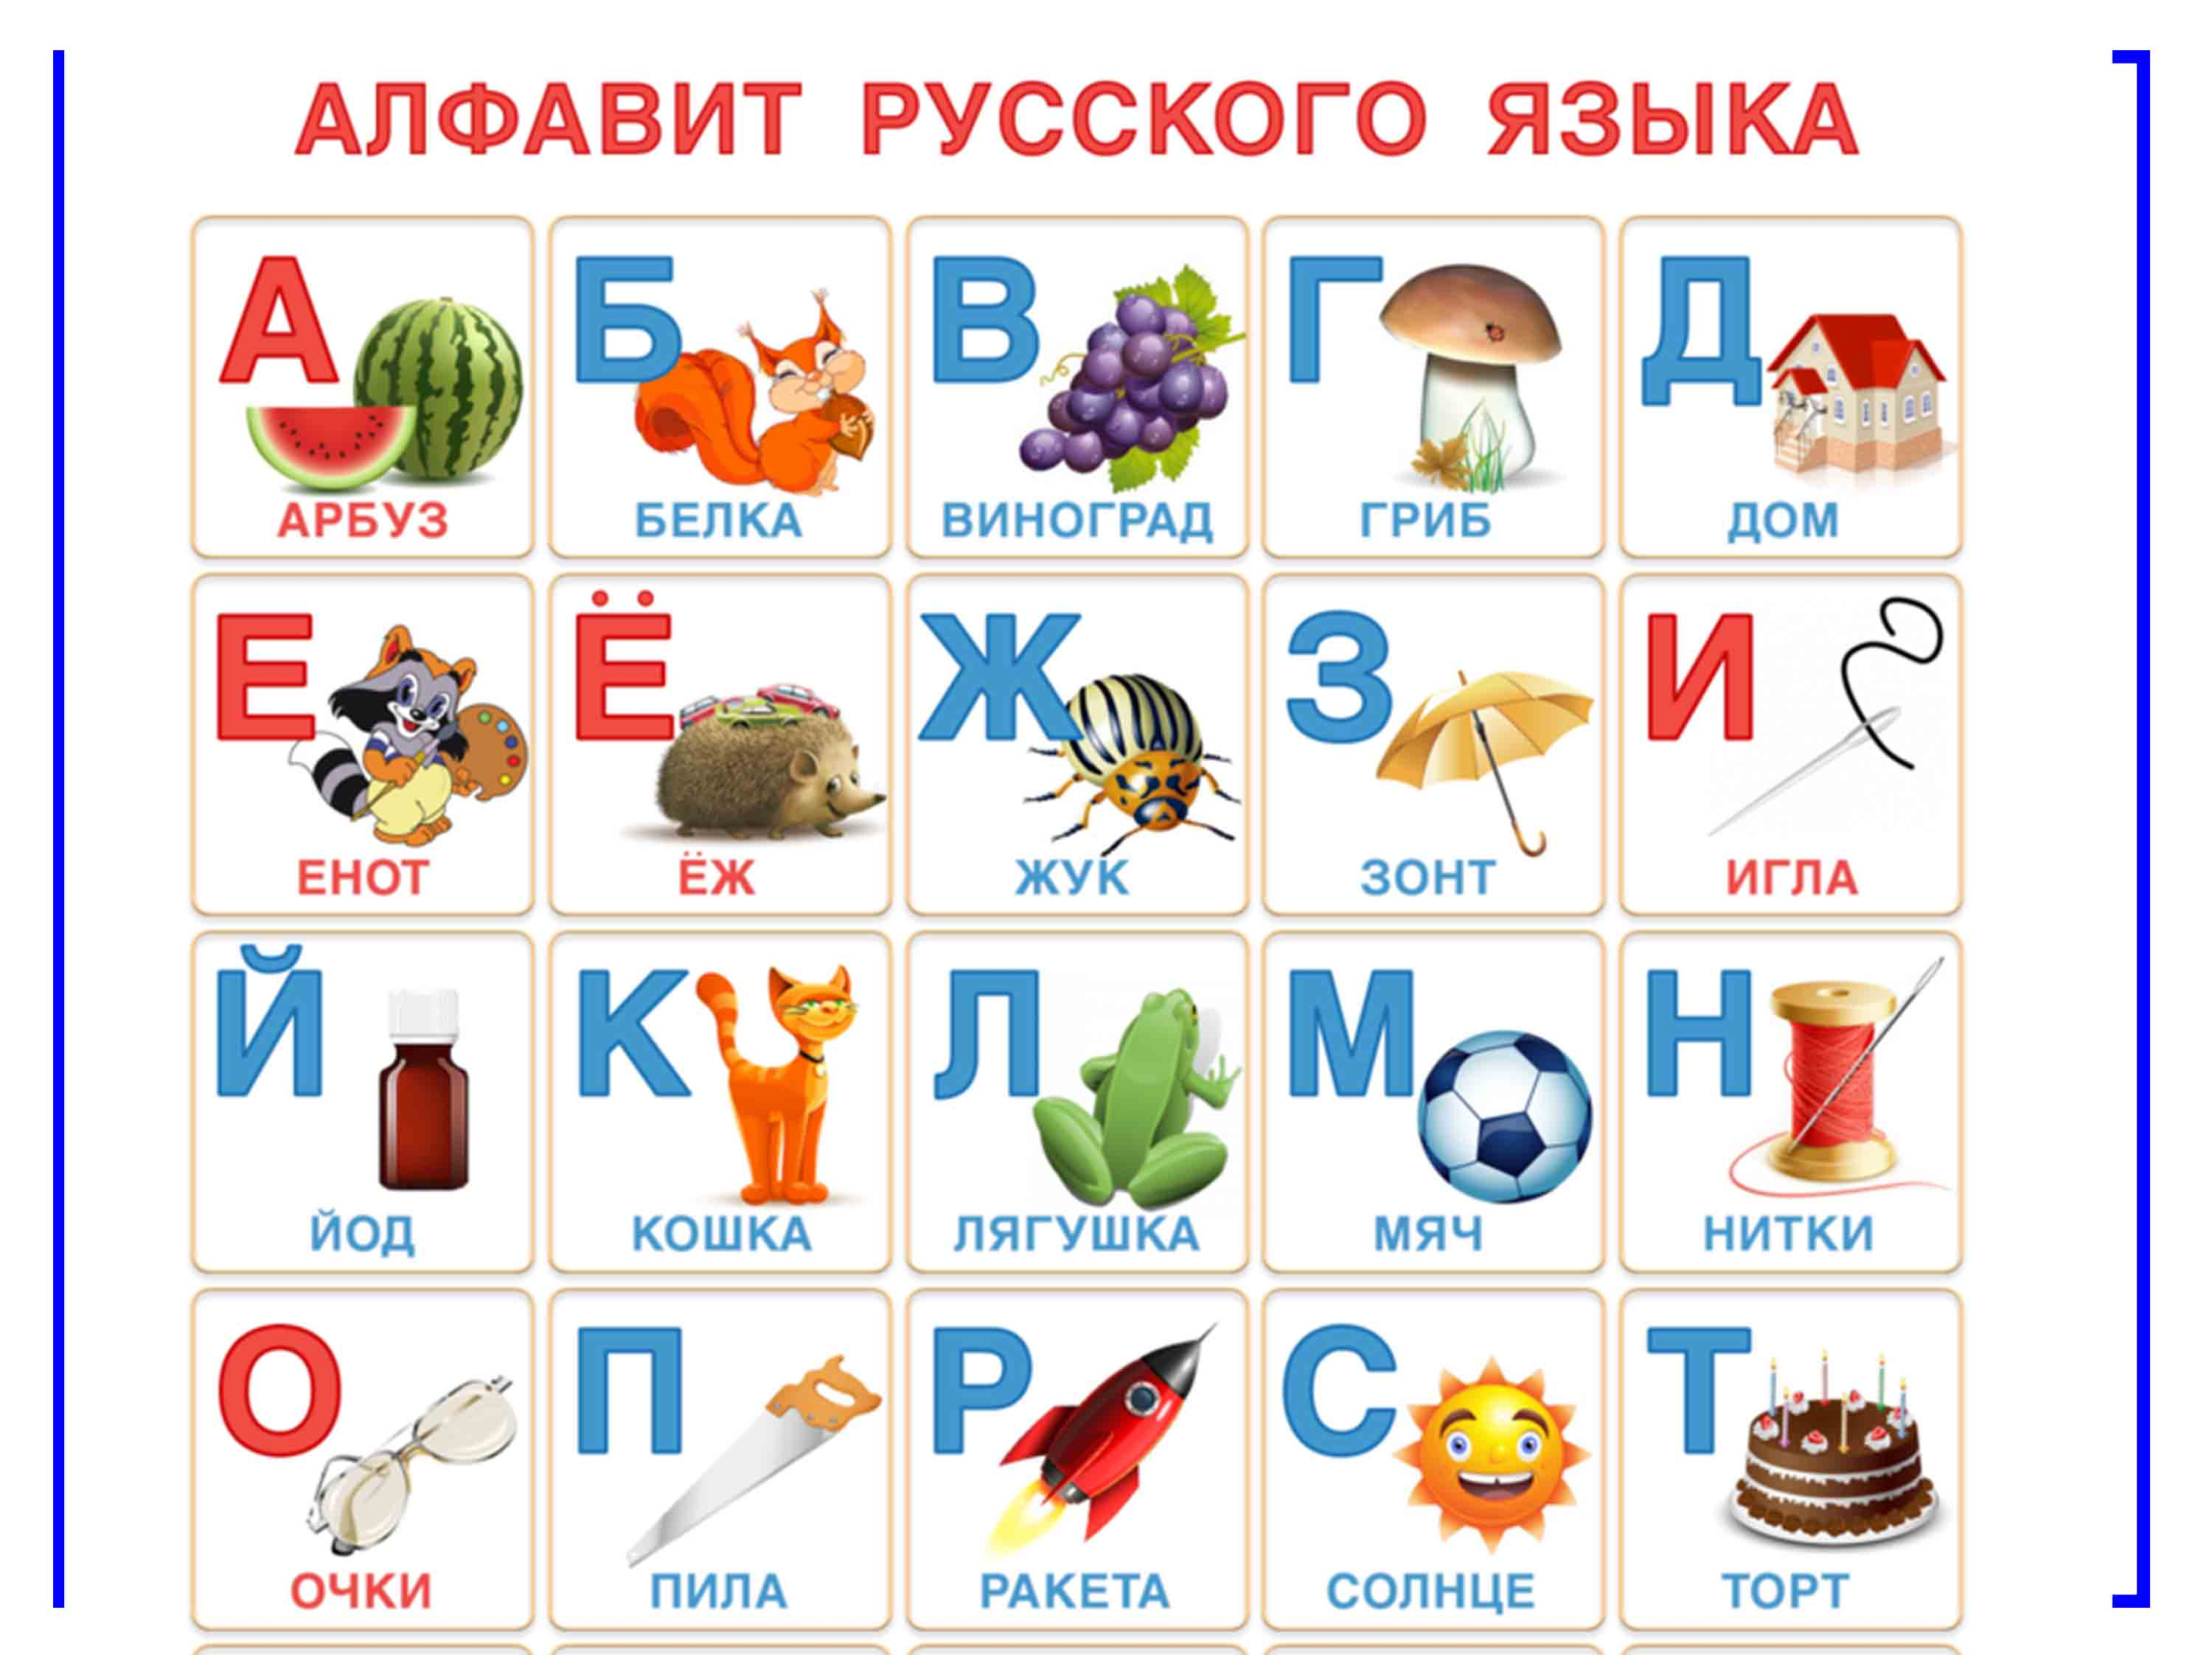 АЛФАВИТ РУССКОГО ЯЗЫКА
А Б В Г Д
АРБУЗ БЕЛКА ВИНОГРАД ГРИБ ДОМ
Е Ё Ж З И
ЕНОТ ЁЖ ЖУК ЗОНТ ИГЛА
Й К Л М Н
ЙОД КОШКА ЛЯГУШКА МЯЧ НИТКИ
О П Р С Т
ОЧКИ ПИЛА РАКЕТА СОЛНЦЕ ТОРТ